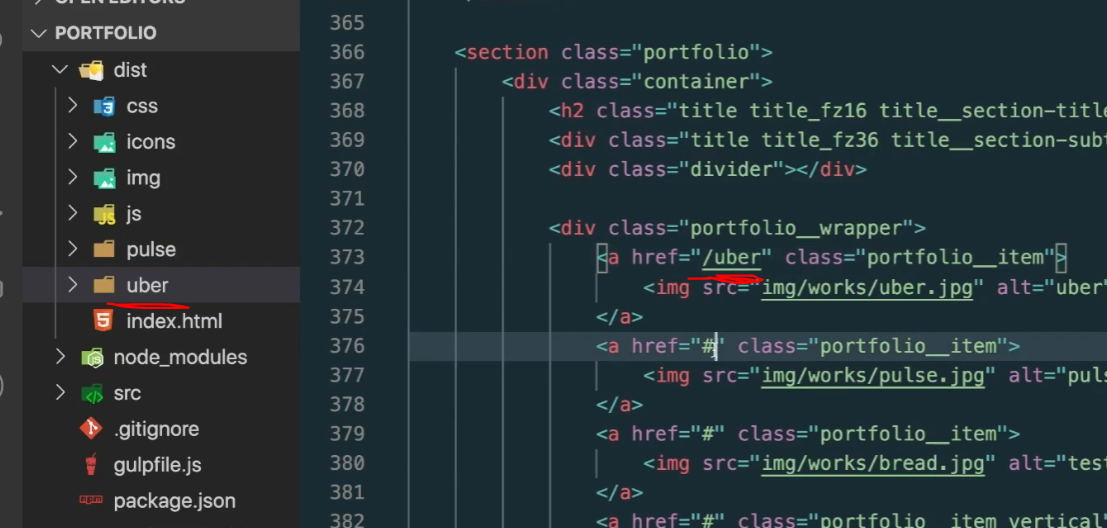 OPEN EDITORS
PORTFOLIO
dist
css
icons
img
js
pulse
uber
index.html
node_modules
src
.gitignore
gulpfile.js
package.json
365
366 <section class="portfolio">
367 <div class="container">
368 <h2 class="title title_fz16 title__section-title
369 <div class="title title_fz36 title__section-sub
370 <div class="divider"></div>
371
372 <div class="portfolio__wrapper">
373 <a href="/uber" class="portfolio__item">
374 <img src="img/works/uber.jpg" alt="uber"
375 </a>
376 <a href="#" class="portfolio__item">
377 <img src="img/works/pulse.jpg" alt="puls
378 </a>
379 <a href="#" class="portfolio__item">
380 <img src="img/works/bread.jpg" alt="test
381 </a>
382 <a href="#" class="portfolio__item vertical"